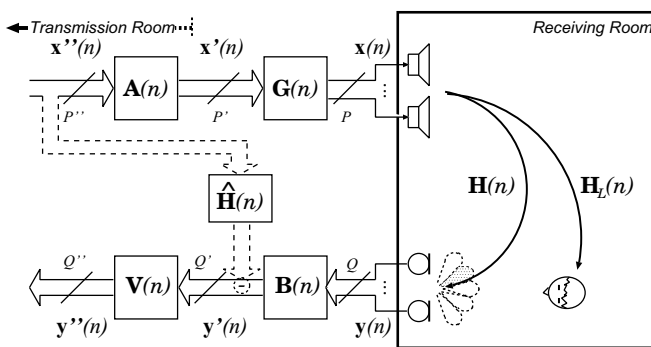 Transmission Room
Receiving Room
x''(n)
x'(n)
x(n)
A(n)
G(n)
P''
P'
P
Ĥ(n)
H(n)
H_L(n)
Q''
Q'
Q
V(n)
-
B(n)
y''(n)
y'(n)
y(n)